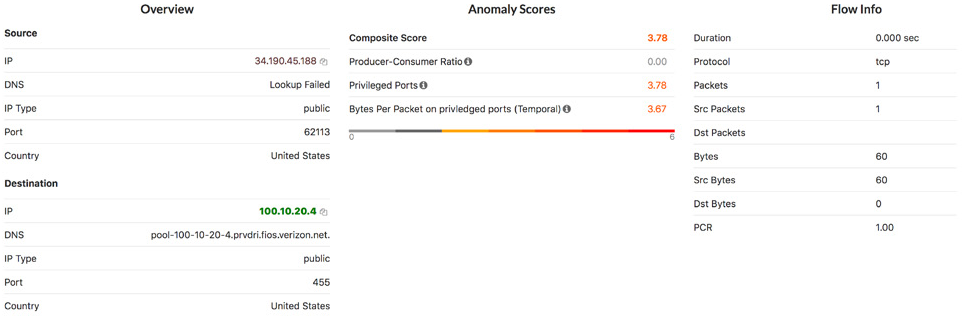 Overview
Source
IP 34.190.45.188
DNS Lookup Failed
IP Type public
Port 62113
Country United States
Destination
IP 100.10.20.4
DNS pool-100-10-20-4.prvdri.fios.verizon.net.
IP Type public
Port 455
Country United States
Anomaly Scores
Composite Score 3.78
Producer-Consumer Ratio 0.00
Privileged Ports 3.78
Bytes Per Packet on privledged ports (Temporal) 3.67
0 6
Flow Info
Duration 0.000 sec
Protocol tcp
Packets 1
Src Packets 1
Dst Packets
Bytes 60
Src Bytes 60
Dst Bytes 0
PCR 1.00